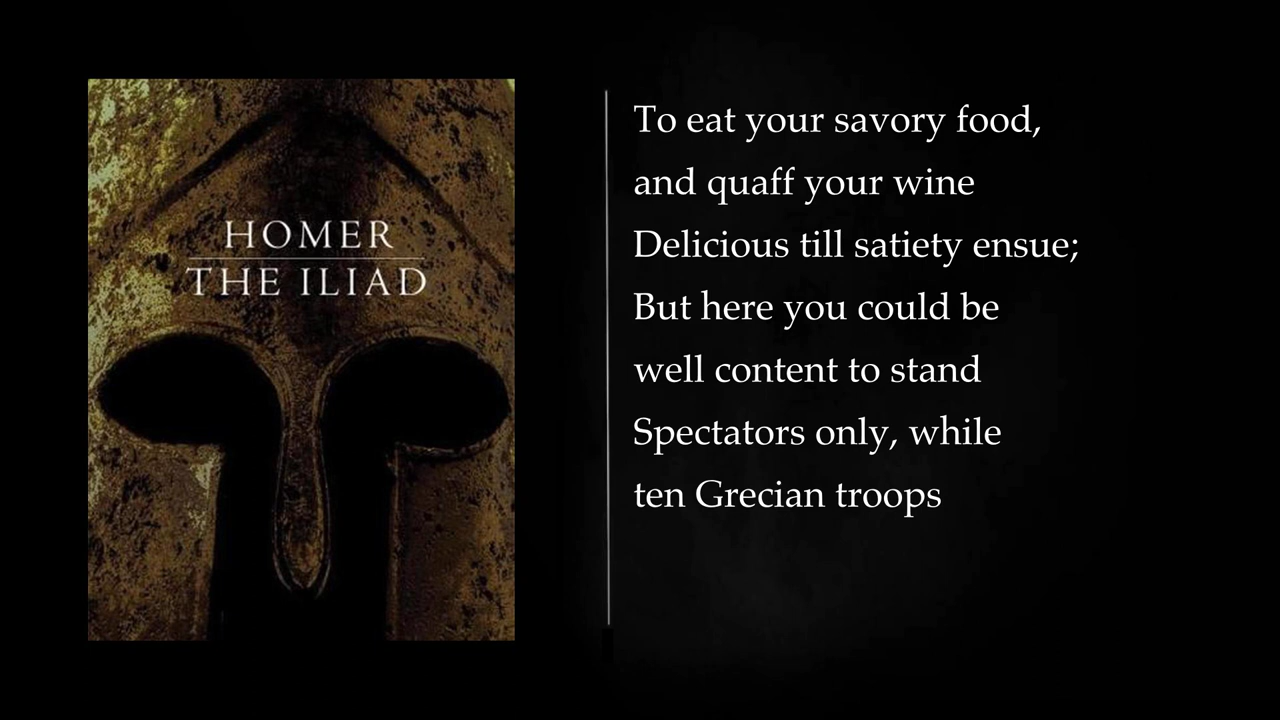 HOMER
THE ILIAD
To eat your savory food,
and quaff your wine
Delicious till satiety ensue;
But here you could be
well content to stand
Spectators only, while
ten Grecian troops